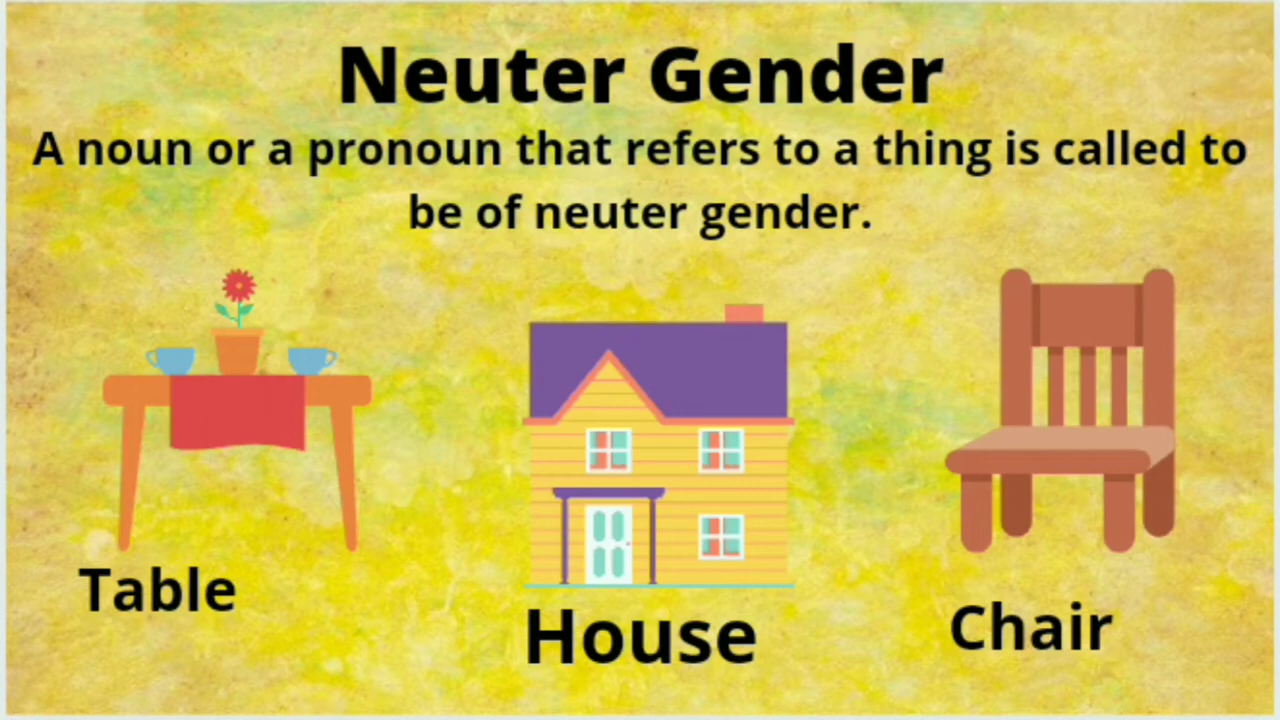 Neuter Gender
A noun or a pronoun that refers to a thing is called to
be of neuter gender.
Table
House
Chair